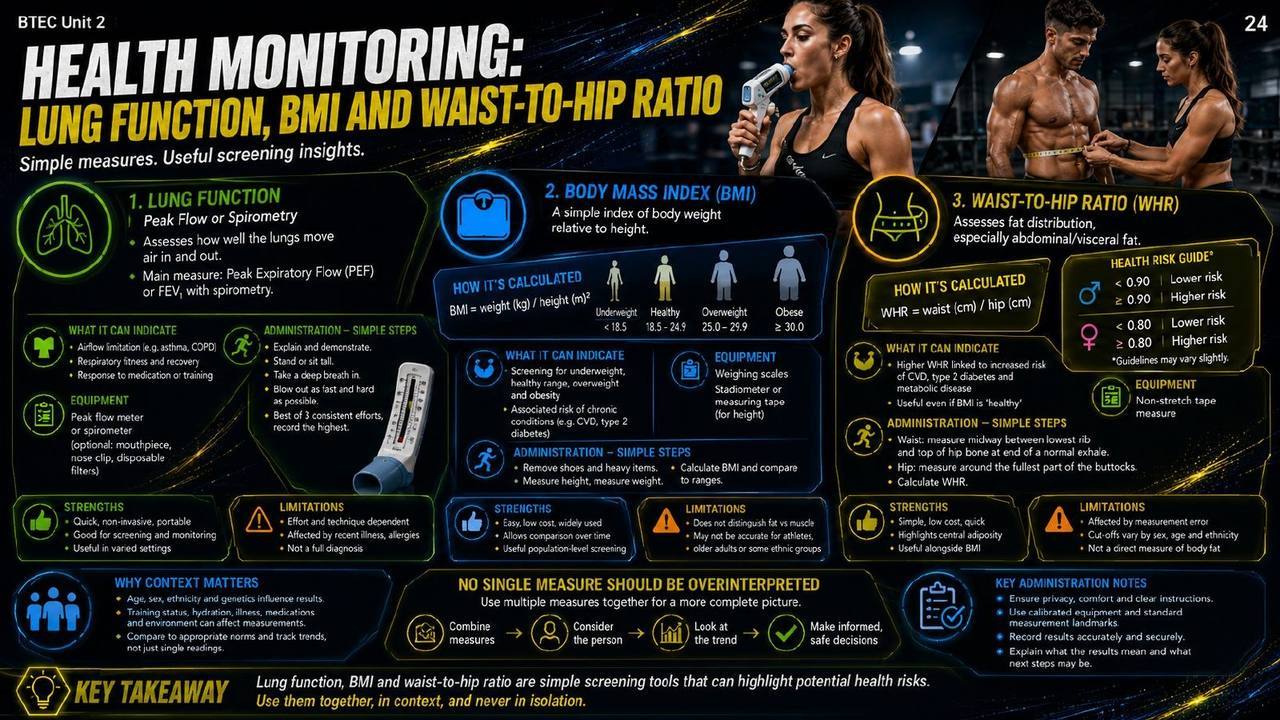 BTEC Unit 2
24
HEALTH MONITORING:
LUNG FUNCTION, BMI AND WAIST-TO-HIP RATIO
Simple measures. Useful screening insights.
1. LUNG FUNCTION
Peak Flow or Spirometry
• Assesses how well the lungs move
air in and out.
• Main measure: Peak Expiratory Flow (PEF)
or FEV₁ with spirometry.
WHAT IT CAN INDICATE
• Airflow limitation (e.g. asthma, COPD)
• Respiratory fitness and recovery
• Response to medication or training
EQUIPMENT
Peak flow meter
or spirometer
(optional: mouthpiece,
nose clip, disposable
filters)
ADMINISTRATION – SIMPLE STEPS
• Explain and demonstrate.
• Stand or sit tall.
• Take a deep breath in.
• Blow out as fast and hard
as possible.
• Best of 3 consistent efforts,
record the highest.
STRENGTHS
• Quick, non-invasive, portable
• Good for screening and monitoring
• Useful in varied settings
LIMITATIONS
• Effort and technique dependent
• Affected by recent illness, allergies
• Not a full diagnosis
2. BODY MASS INDEX (BMI)
A simple index of body weight
relative to height.
HOW IT'S CALCULATED
BMI = weight (kg) / height (m)²
Underweight
< 18.5
Healthy
18.5 – 24.9
Overweight
25.0 – 29.9
Obese
≥ 30.0
WHAT IT CAN INDICATE
• Screening for underweight,
healthy range, overweight
and obesity
• Associated risk of chronic
conditions (e.g. CVD, type 2
diabetes)
EQUIPMENT
Weighing scales
Stadiometer or
measuring tape
(for height)
ADMINISTRATION – SIMPLE STEPS
• Remove shoes and heavy items.
• Measure height, measure weight.
• Calculate BMI and compare
to ranges.
STRENGTHS
• Easy, low cost, widely used
• Allows comparison over time
• Useful population-level screening
LIMITATIONS
• Does not distinguish fat vs muscle
• May not be accurate for athletes,
older adults or some ethnic groups
3. WAIST-TO-HIP RATIO (WHR)
Assesses fat distribution,
especially abdominal/visceral fat.
HOW IT'S CALCULATED
WHR = waist (cm) / hip (cm)
HEALTH RISK GUIDE*
♂ < 0.90 | Lower risk
≥ 0.90 | Higher risk
♀ < 0.80 | Lower risk
≥ 0.80 | Higher risk
*Guidelines may vary slightly.
WHAT IT CAN INDICATE
• Higher WHR linked to increased risk
of CVD, type 2 diabetes and
metabolic disease
• Useful even if BMI is 'healthy'
EQUIPMENT
Non-stretch tape
measure
ADMINISTRATION – SIMPLE STEPS
• Waist: measure midway between lowest rib
and top of hip bone at end of a normal exhale.
• Hip: measure around the fullest part of the buttocks.
• Calculate WHR.
STRENGTHS
• Simple, low cost, quick
• Highlights central adiposity
• Useful alongside BMI
LIMITATIONS
• Affected by measurement error
• Cut-offs vary by sex, age and ethnicity
• Not a direct measure of body fat
WHY CONTEXT MATTERS
• Age, sex, ethnicity and genetics influence results.
• Training status, hydration, illness, medications
and environment can affect measurements.
• Compare to appropriate norms and track trends,
not just single readings.
NO SINGLE MEASURE SHOULD BE OVERINTERPRETED
Use multiple measures together for a more complete picture.
Combine
measures →
Consider
the person →
Look at
the trend →
Make informed,
safe decisions
KEY ADMINISTRATION NOTES
• Ensure privacy, comfort and clear instructions.
• Use calibrated equipment and standard
measurement landmarks.
• Record results accurately and securely.
• Explain what the results mean and what
next steps may be.
KEY TAKEAWAY
Lung function, BMI and waist-to-hip ratio are simple screening tools that can highlight potential health risks.
Use them together, in context, and never in isolation.